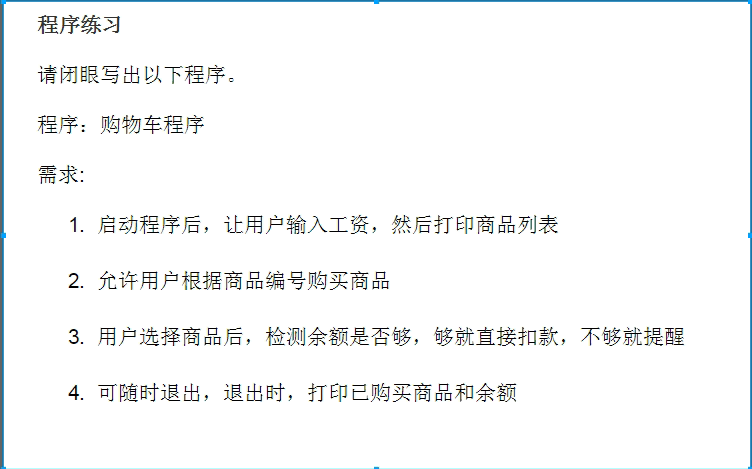 程序练习
请闭眼写出以下程序。
程序：购物车程序
需求:
1. 启动程序后，让用户输入工资，然后打印商品列表
2. 允许用户根据商品编号购买商品
3. 用户选择商品后，检测余额是否够，够就直接扣款，不够就提醒
4. 可随时退出，退出时，打印已购买商品和余额